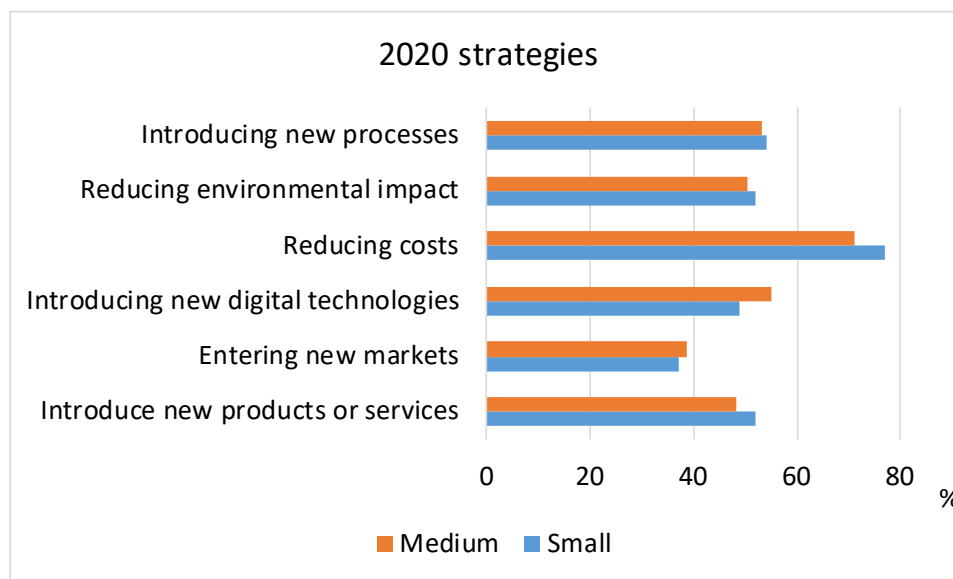 2020 strategies
Introducing new processes
Reducing environmental impact
Reducing costs
Introducing new digital technologies
Entering new markets
Introduce new products or services
0 20 40 60 80
%
Medium Small